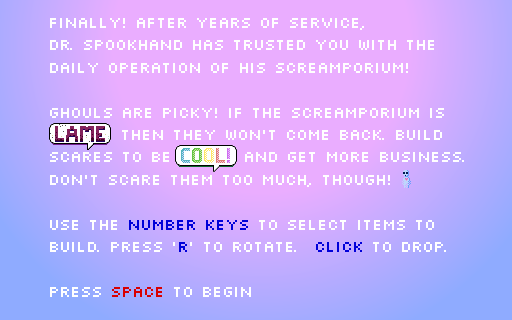 FINALLY! AFTER YEARS OF SERVICE,
DR. SPOOKHAND HAS TRUSTED YOU WITH THE
DAILY OPERATION OF HIS SCREAMPORIUM!
GHOULS ARE PICKY! IF THE SCREAMPORIUM IS
LAME THEN THEY WON'T COME BACK. BUILD
SCARES TO BE COOL! AND GET MORE BUSINESS.
DON'T SCARE THEM TOO MUCH, THOUGH!
USE THE NUMBER KEYS TO SELECT ITEMS TO
BUILD. PRESS 'R' TO ROTATE. CLICK TO DROP.
PRESS SPACE TO BEGIN